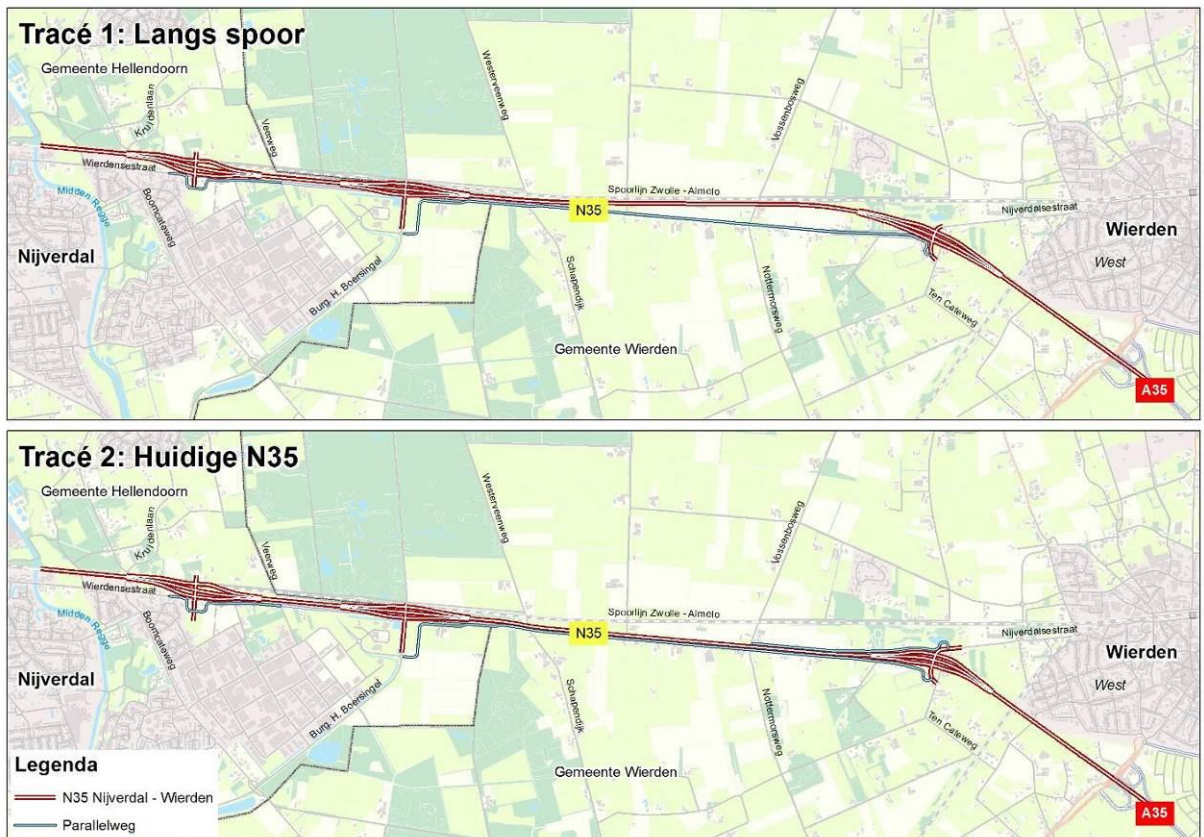 Tracé 1: Langs spoor
Gemeente Hellendoorn
Kruidenlaan
Veerweg
Westerveenweg
Vossenbosweg
Wierdensestraat
Midden Regge
Boomcateweg
Spoorlijn Zwolle - Almelo
N35
Nijverdalsestraat
Nijverdal
Wierden
West
Burg. H. Boersingel
Schapendijk
Nottermorsweg
Ten Cateweg
Gemeente Wierden
A35
Tracé 2: Huidige N35
Gemeente Hellendoorn
Kruidenlaan
Veerweg
Westerveenweg
Vossenbosweg
Wierdensestraat
Midden Regge
Boomcateweg
Spoorlijn Zwolle - Almelo
N35
Nijverdalsestraat
Nijverdal
Wierden
West
Burg. H. Boersingel
Schapendijk
Nottermorsweg
Ten Cateweg
Gemeente Wierden
Legenda
N35 Nijverdal - Wierden
Parallelweg
A35